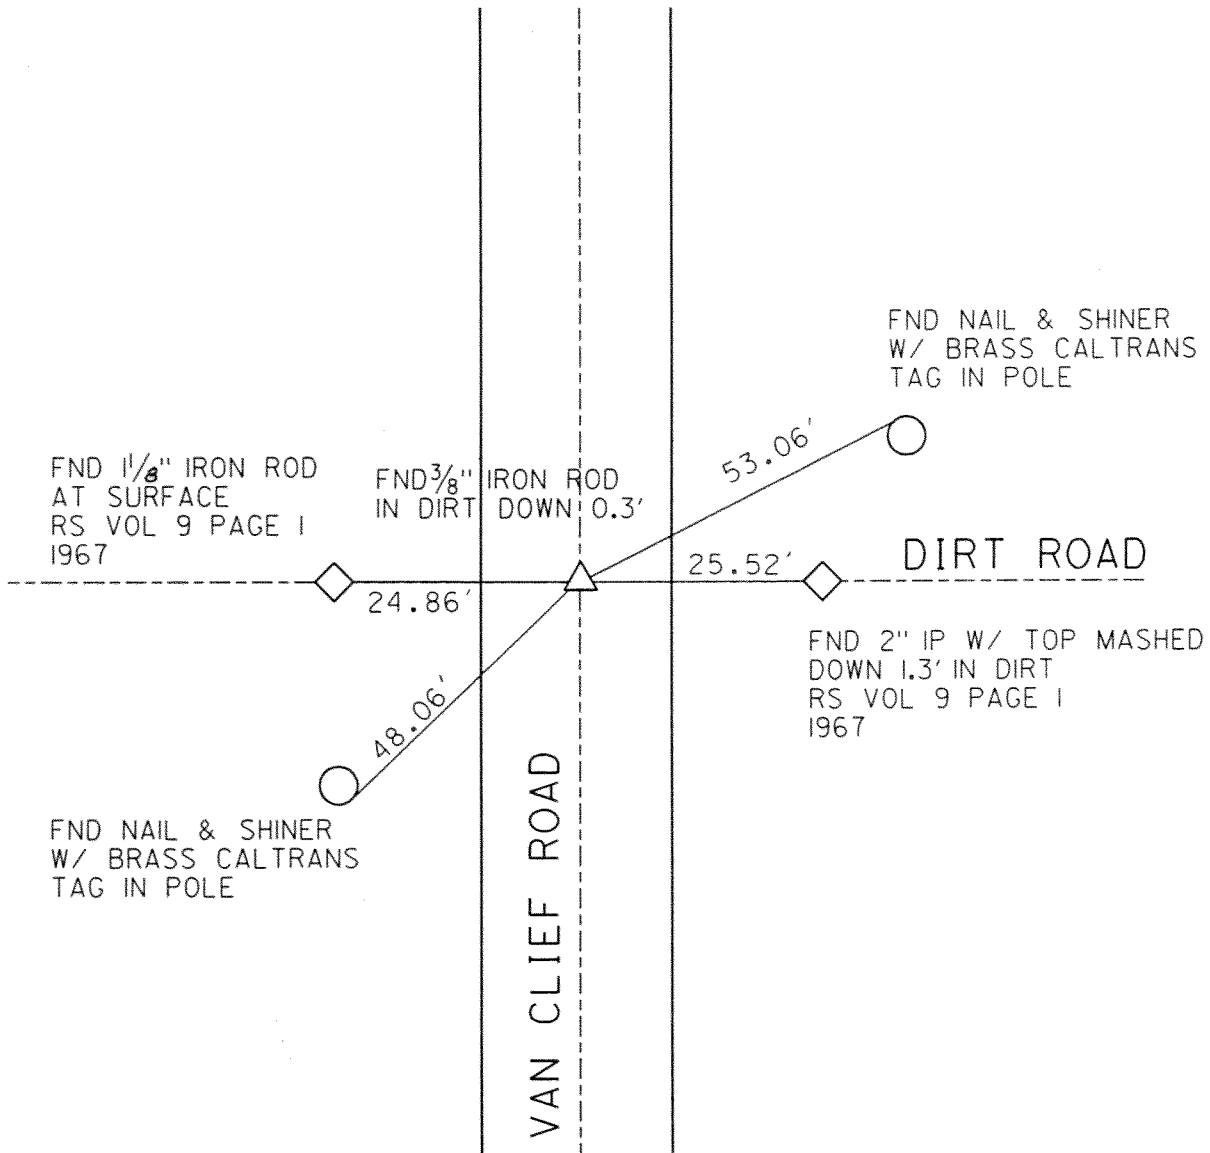 FND NAIL & SHINER
W/ BRASS CALTRANS
TAG IN POLE
53.06'
FND 1 1/8" IRON ROD
AT SURFACE
RS VOL 9 PAGE 1
1967
FND 3/8" IRON ROD
IN DIRT DOWN 0.3'
24.86'
25.52'
DIRT ROAD
FND 2" IP W/ TOP MASHED
DOWN 1.3' IN DIRT
RS VOL 9 PAGE 1
1967
48.06'
FND NAIL & SHINER
W/ BRASS CALTRANS
TAG IN POLE
VAN CLIEF ROAD